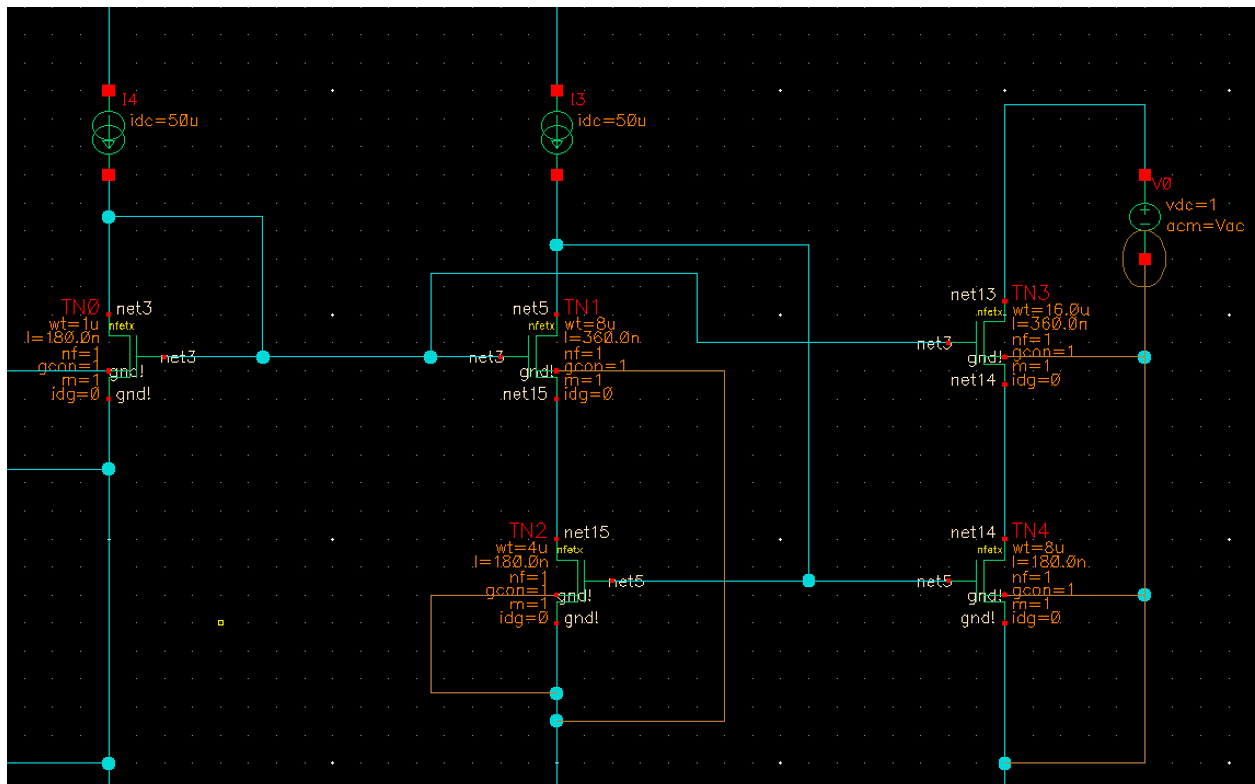 I4
idc=50u
I3
idc=50u
V0
vdc=1
acm=Vac
TN0
net3
wt=1u
nfetx
l=180.0n
nf=1
net3
gcon=1
gnd!
m=1
idg=0
gnd!
net5
TN1
wt=8u
nfetx
l=360.0n
nf=1
net3
gcon=1
gnd!
m=1
net15
idg=0
net13
TN3
wt=16.0u
nfetx
l=360.0n
nf=1
net3
gcon=1
gnd!
m=1
net14
idg=0
TN2
net15
wt=4u
nfetx
l=180.0n
nf=1
net5
gcon=1
gnd!
m=1
idg=0
gnd!
net14
TN4
wt=8u
nfetx
l=180.0n
nf=1
net5
gcon=1
gnd!
m=1
gnd!
idg=0